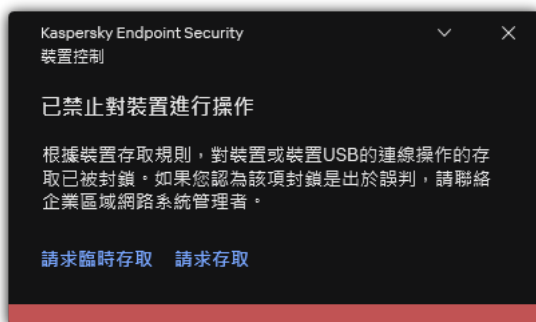 Kaspersky Endpoint Security
裝置控制
已禁止對裝置進行操作
根據裝置存取規則，對裝置或裝置USB的連線操作的存
取已被封鎖。如果您認為該項封鎖是出於誤判，請聯絡
企業區域網路系統管理者。
請求臨時存取 請求存取